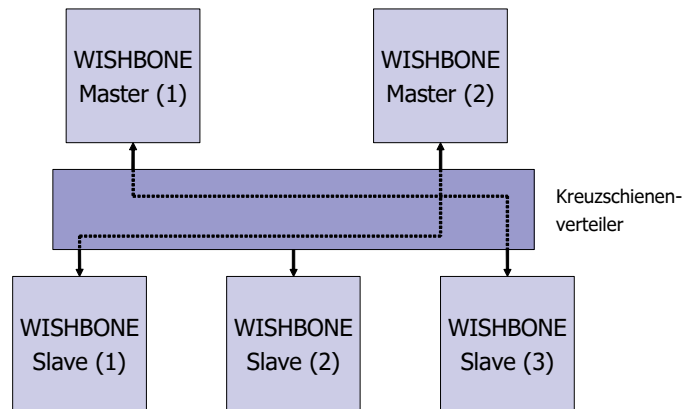 WISHBONE
Master (1)
WISHBONE
Master (2)
Kreuzschienen-
verteiler
WISHBONE
Slave (1)
WISHBONE
Slave (2)
WISHBONE
Slave (3)